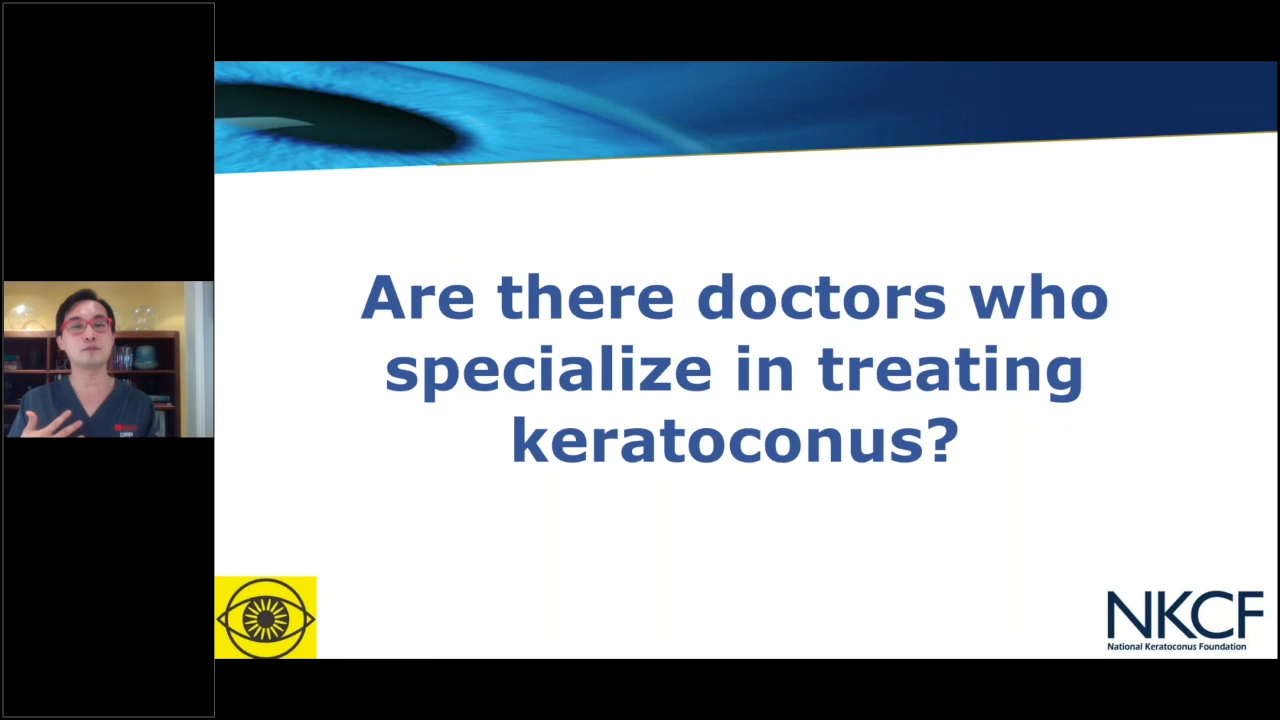 Are there doctors who
specialize in treating
keratoconus?
NKCF
National Keratoconus Foundation